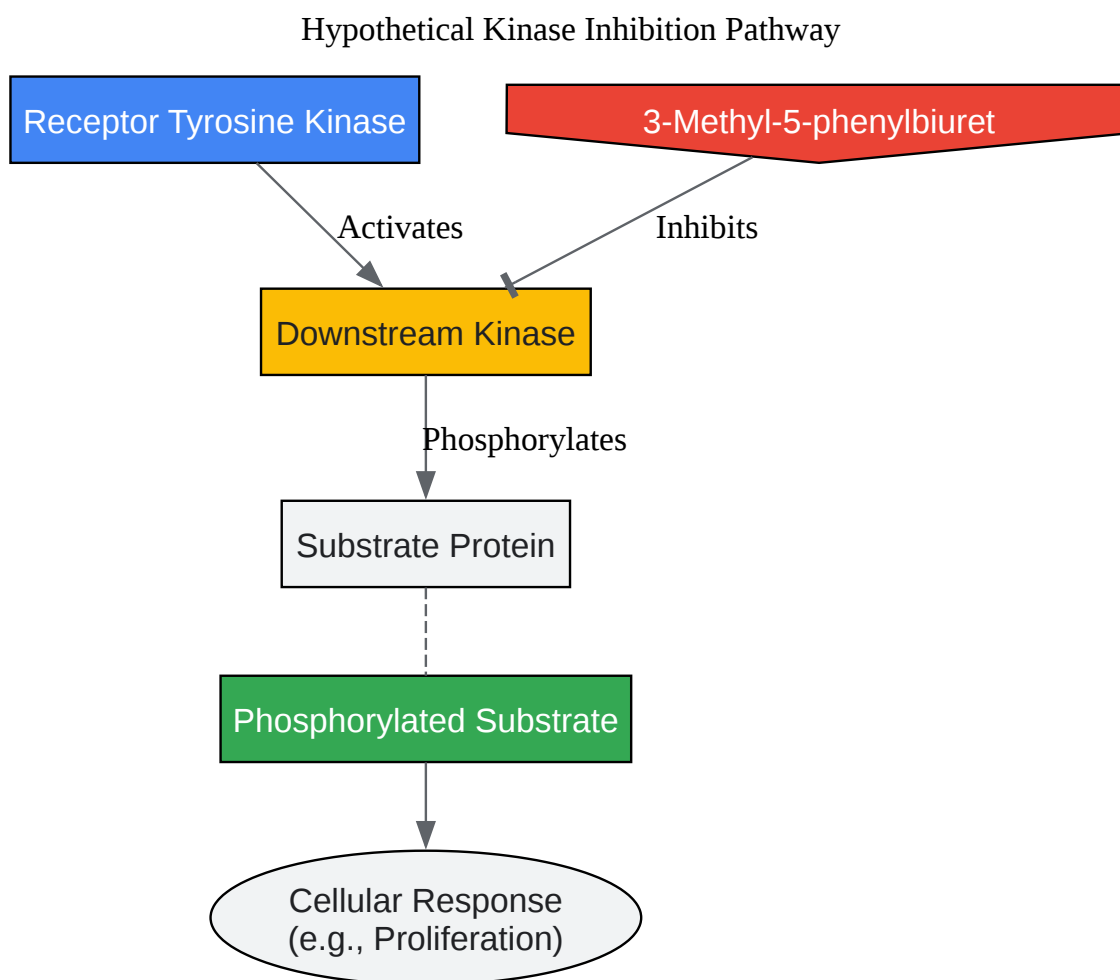 Hypothetical Kinase Inhibition Pathway
Receptor Tyrosine Kinase
3-Methyl-5-phenylbiuret
Activates
Inhibits
Downstream Kinase
Phosphorylates
Substrate Protein
Phosphorylated Substrate
Cellular Response
(e.g., Proliferation)